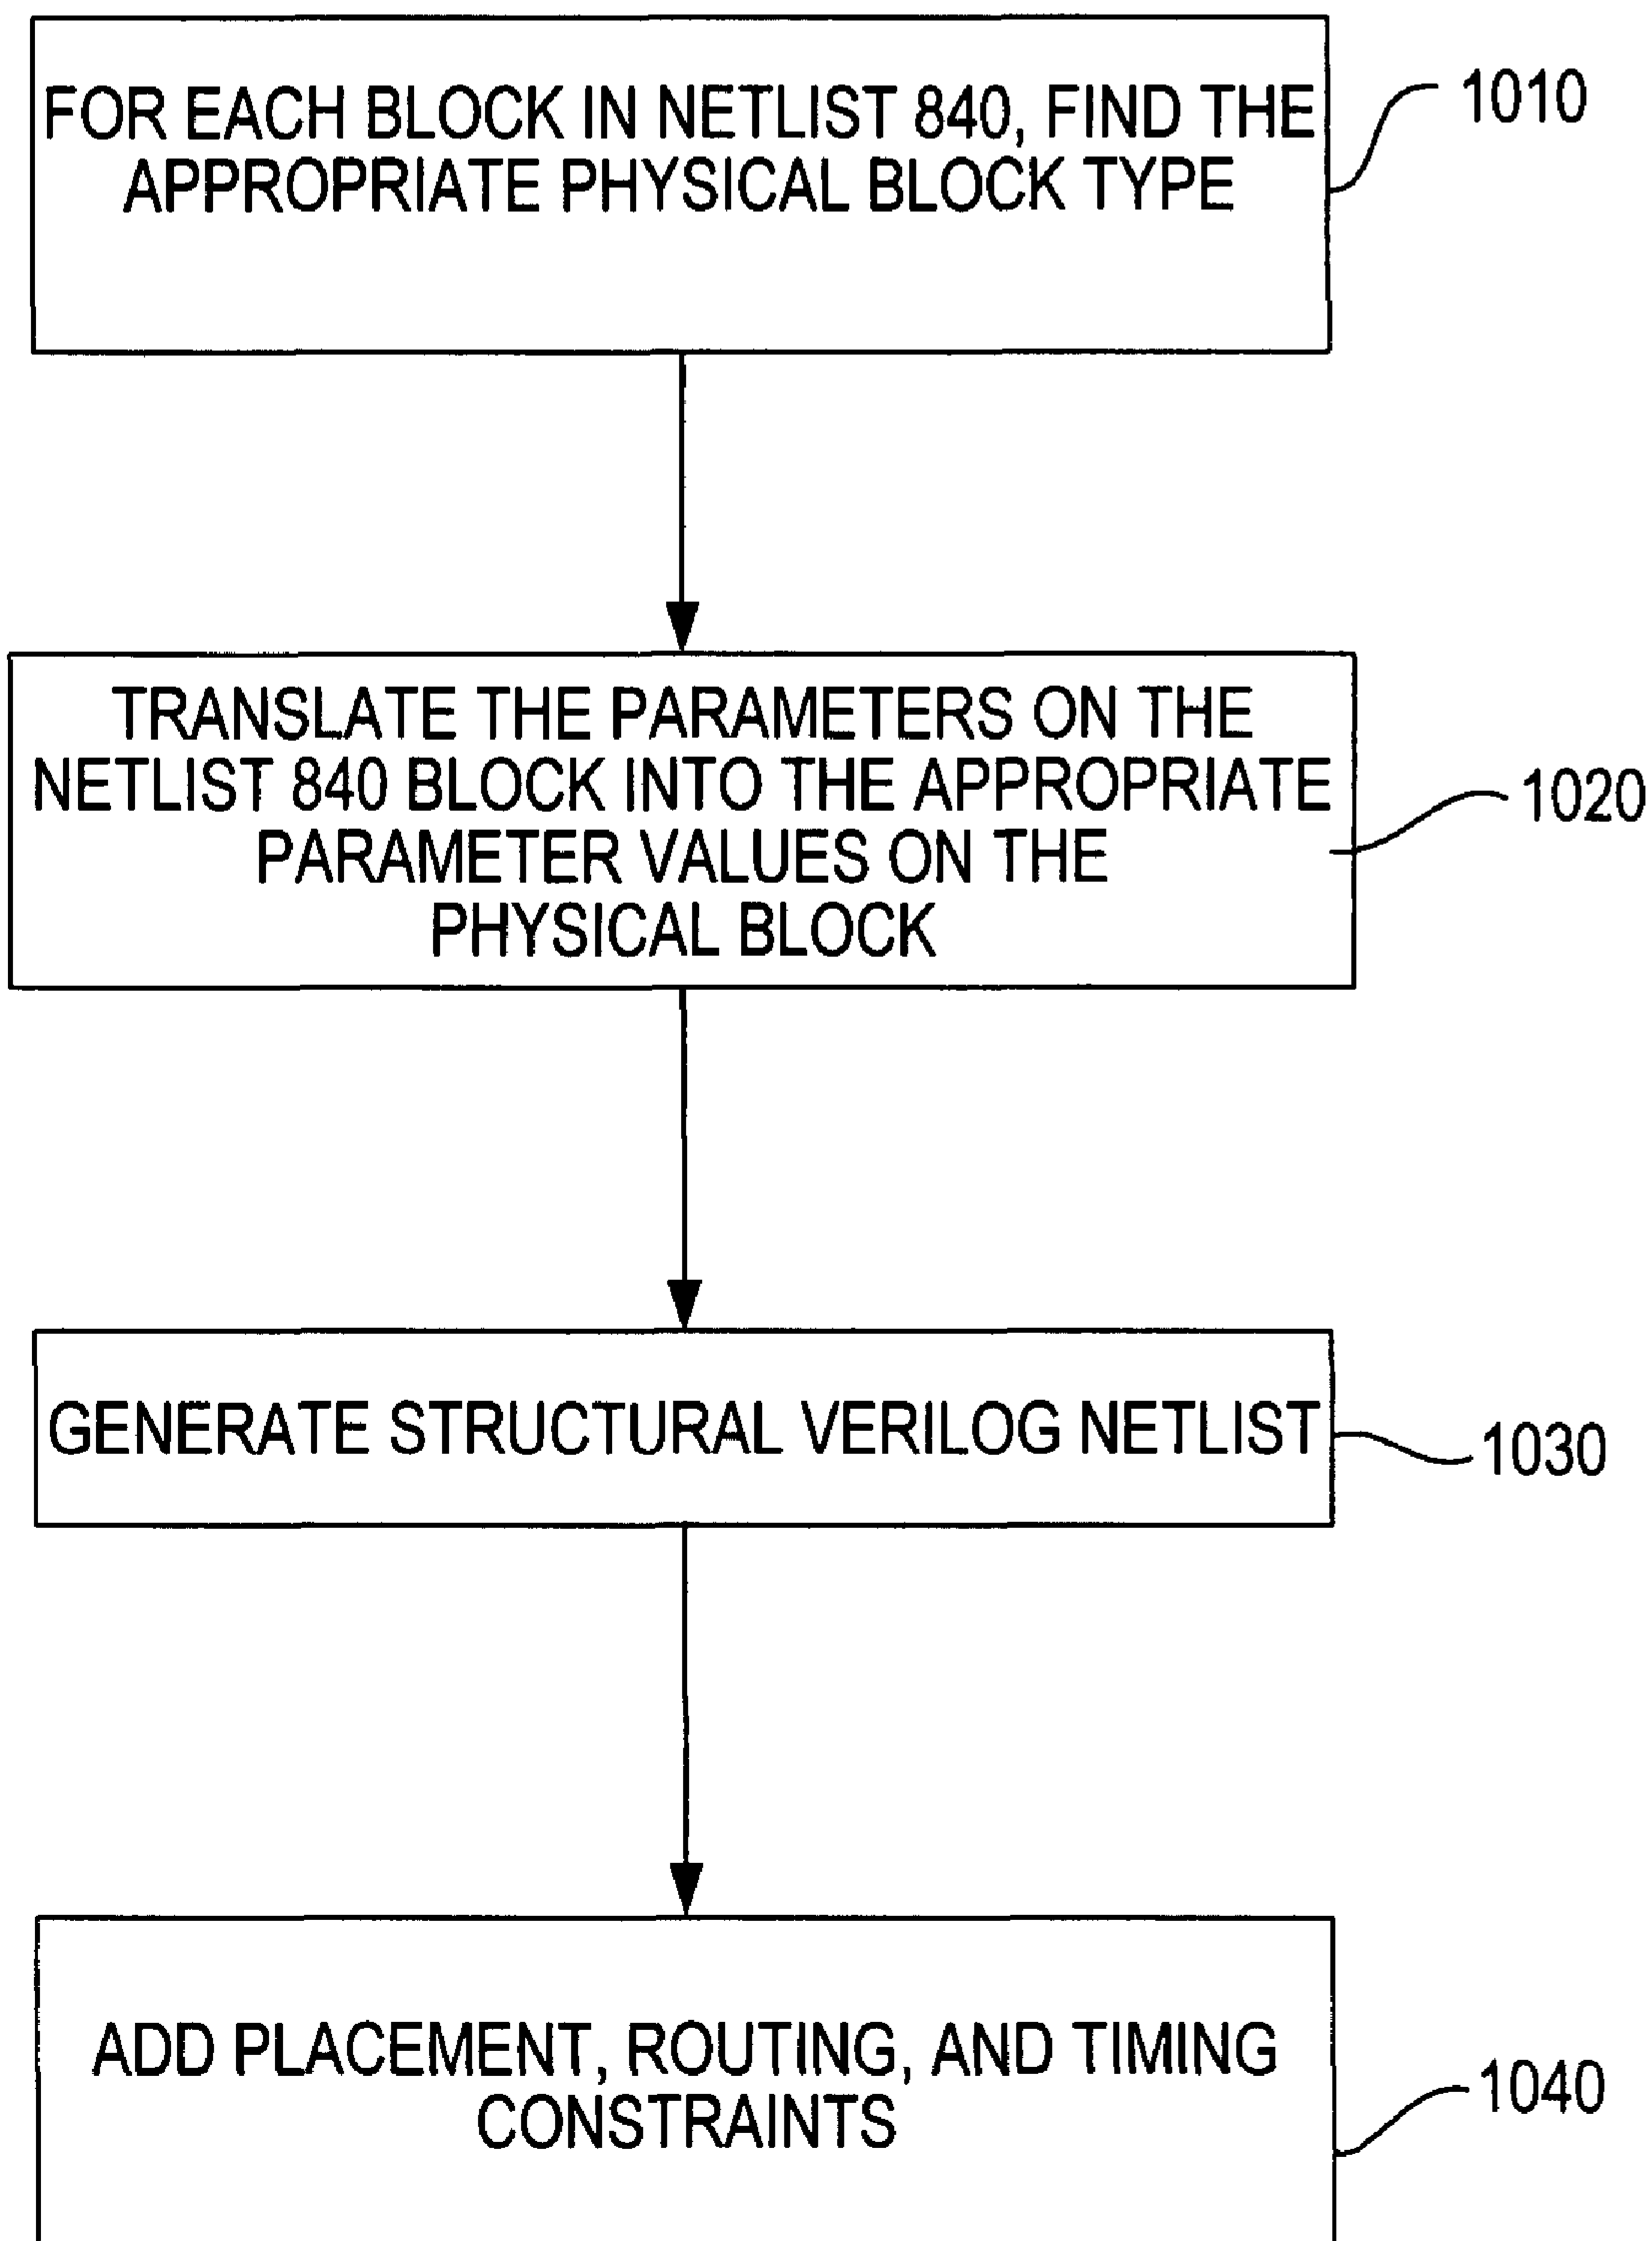 FOR EACH BLOCK IN NETLIST 840, FIND THE
APPROPRIATE PHYSICAL BLOCK TYPE
1010
TRANSLATE THE PARAMETERS ON THE
NETLIST 840 BLOCK INTO THE APPROPRIATE
PARAMETER VALUES ON THE
PHYSICAL BLOCK
1020
GENERATE STRUCTURAL VERILOG NETLIST
1030
ADD PLACEMENT, ROUTING, AND TIMING
CONSTRAINTS
1040